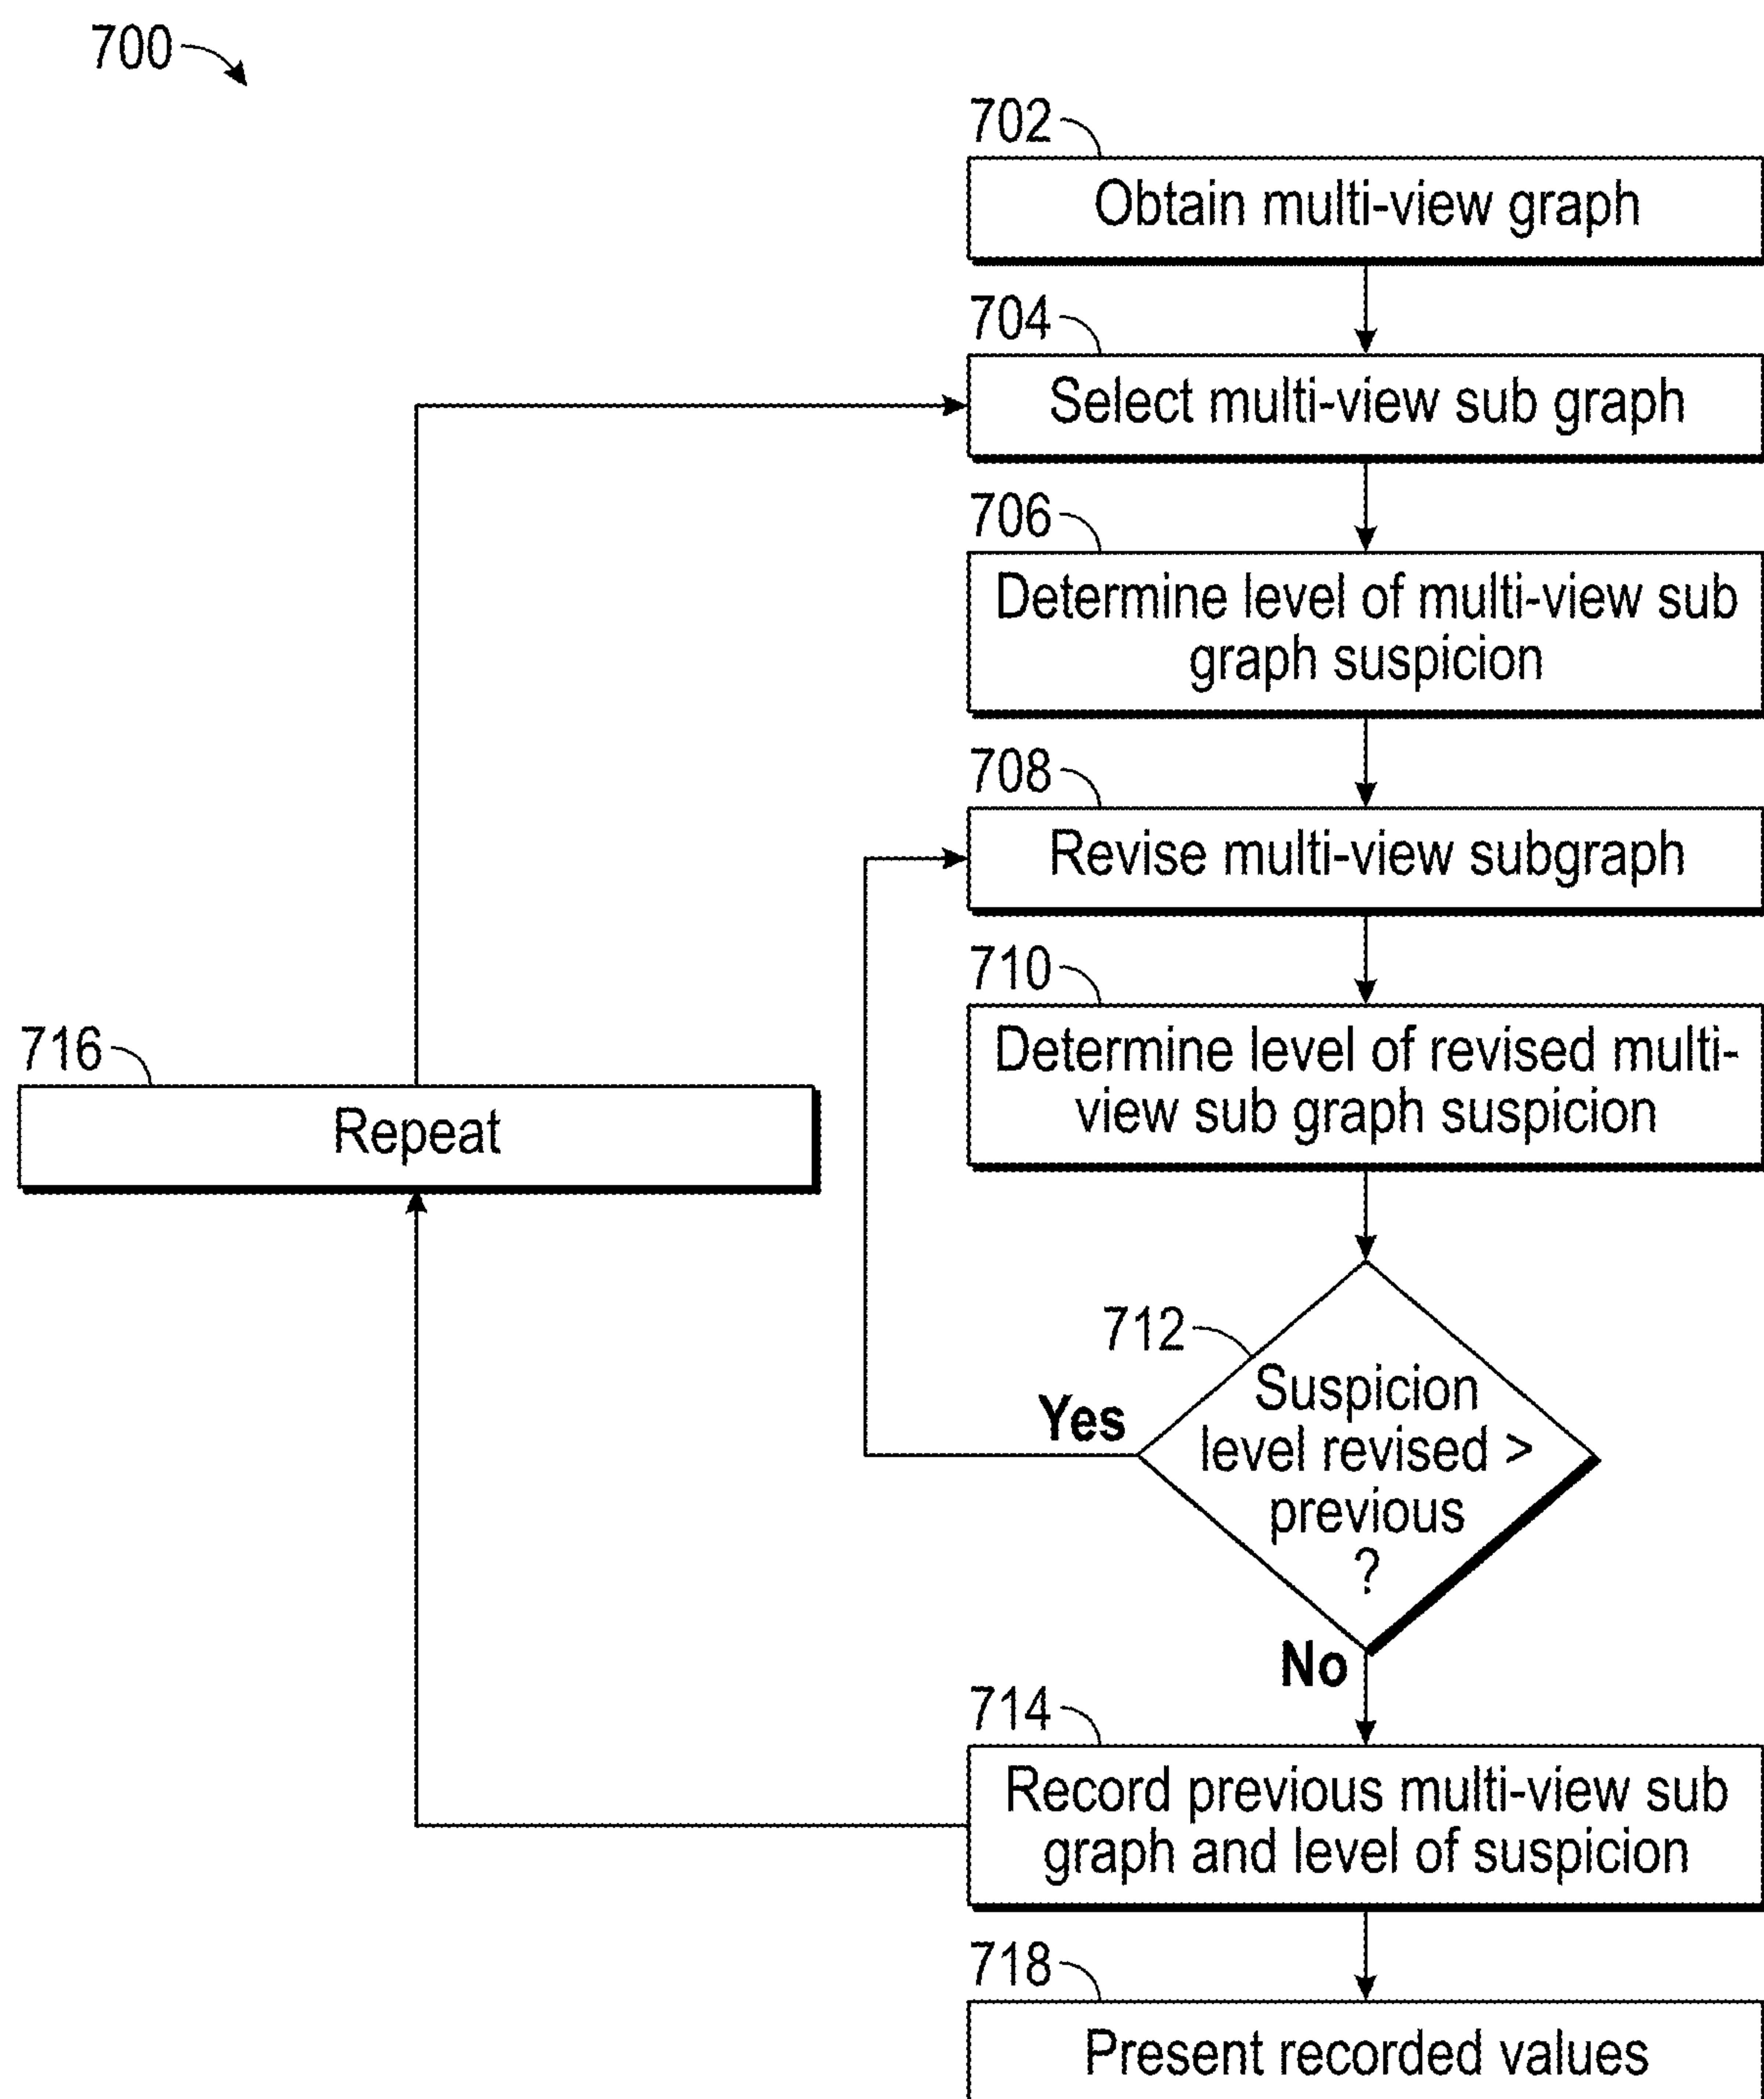 700
702
Obtain multi-view graph
704
Select multi-view sub graph
706
Determine level of multi-view sub
graph suspicion
708
Revise multi-view subgraph
710
Determine level of revised multi-
view sub graph suspicion
716
Repeat
712
Suspicion
level revised >
previous
?
Yes
No
714
Record previous multi-view sub
graph and level of suspicion
718
Present recorded values